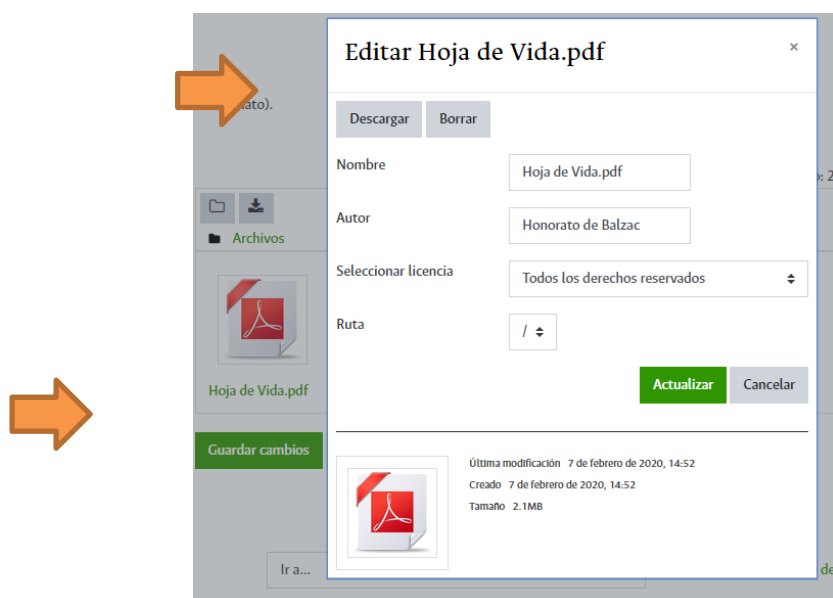 Editar Hoja de Vida.pdf
×
Descargar Borrar
Nombre Hoja de Vida.pdf
Autor Honorato de Balzac
Seleccionar licencia Todos los derechos reservados
Ruta /
Actualizar Cancelar
Última modificación 7 de febrero de 2020, 14:52
Creado 7 de febrero de 2020, 14:52
Tamaño 2.1MB
Archivos
Hoja de Vida.pdf
Guardar cambios
Ir a...